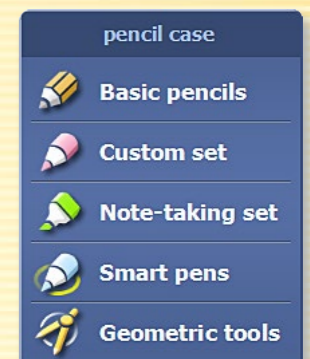 pencil case
Basic pencils
Custom set
Note-taking set
Smart pens
Geometric tools